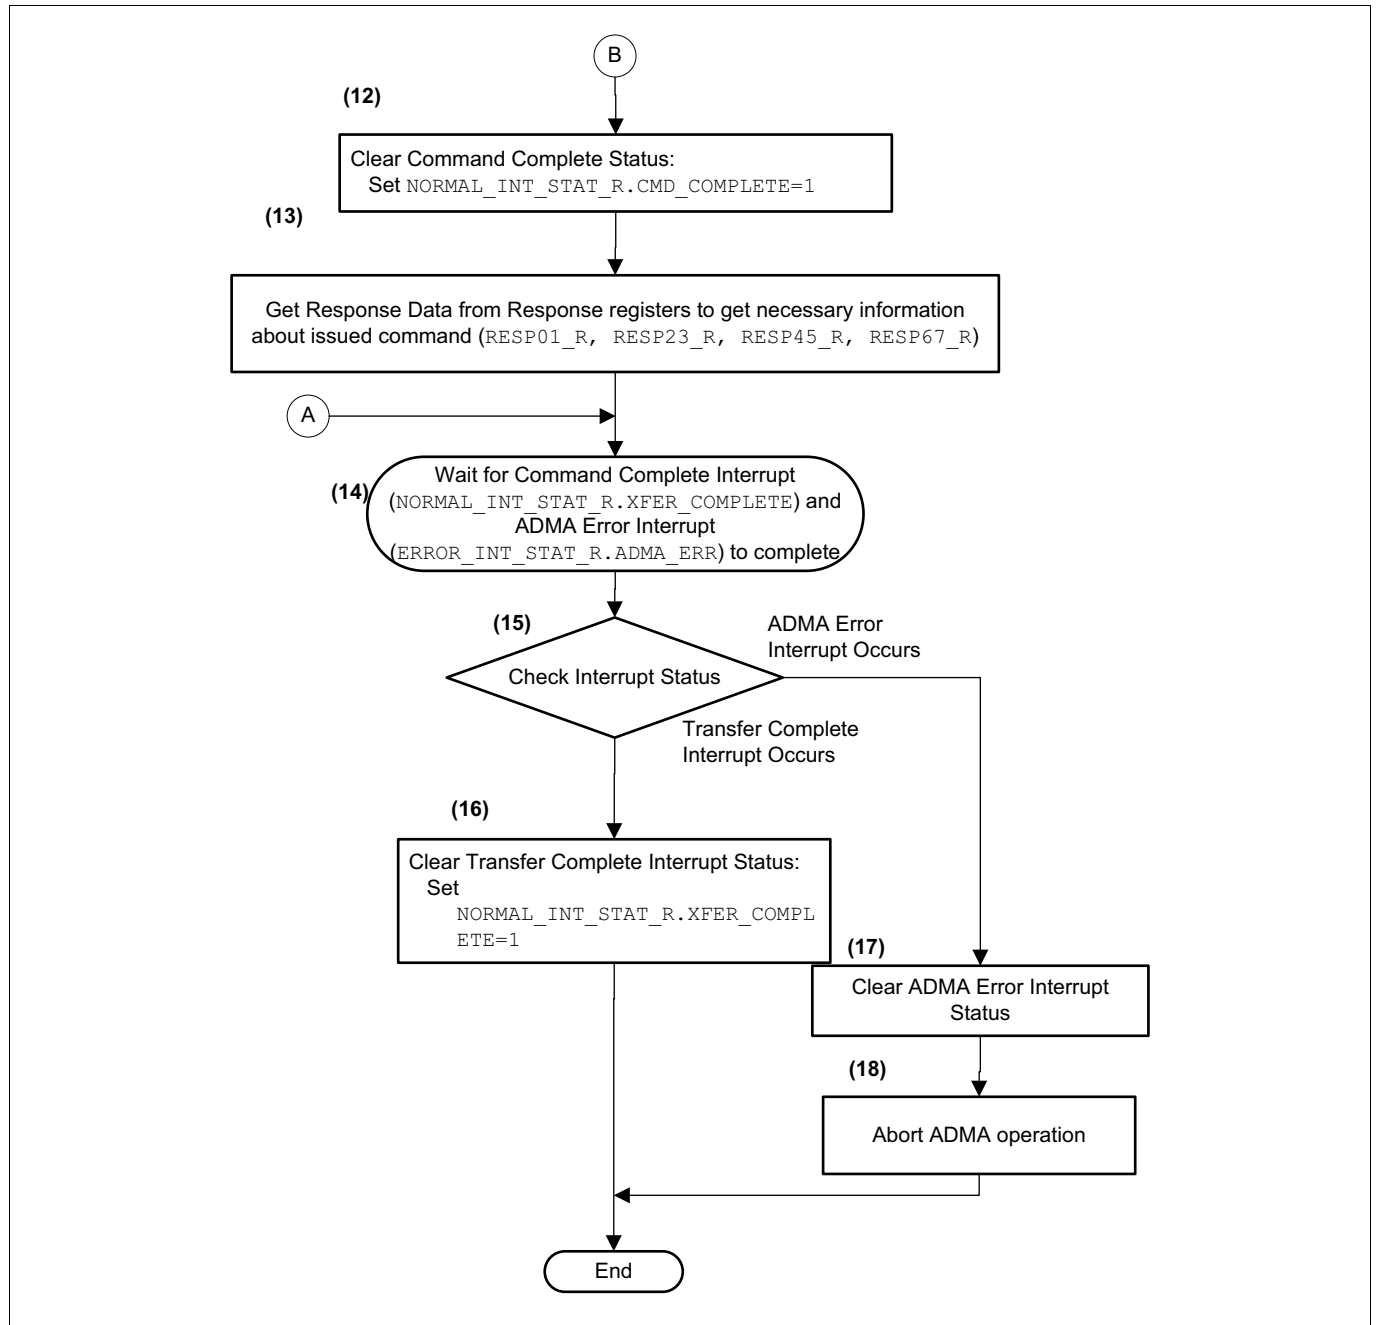 B
(12)
Clear Command Complete Status:
Set NORMAL_INT_STAT_R.CMD_COMPLETE=1
(13)
Get Response Data from Response registers to get necessary information
about issued command (RESP01_R, RESP23_R, RESP45_R, RESP67_R)
A
(14)
Wait for Command Complete Interrupt
(NORMAL_INT_STAT_R.XFER_COMPLETE) and
ADMA Error Interrupt
(ERROR_INT_STAT_R.ADMA_ERR) to complete
(15)
Check Interrupt Status
ADMA Error
Interrupt Occurs
Transfer Complete
Interrupt Occurs
(16)
Clear Transfer Complete Interrupt Status:
Set
NORMAL_INT_STAT_R.XFER_COMPL
ETE=1
(17)
Clear ADMA Error Interrupt
Status
(18)
Abort ADMA operation
End